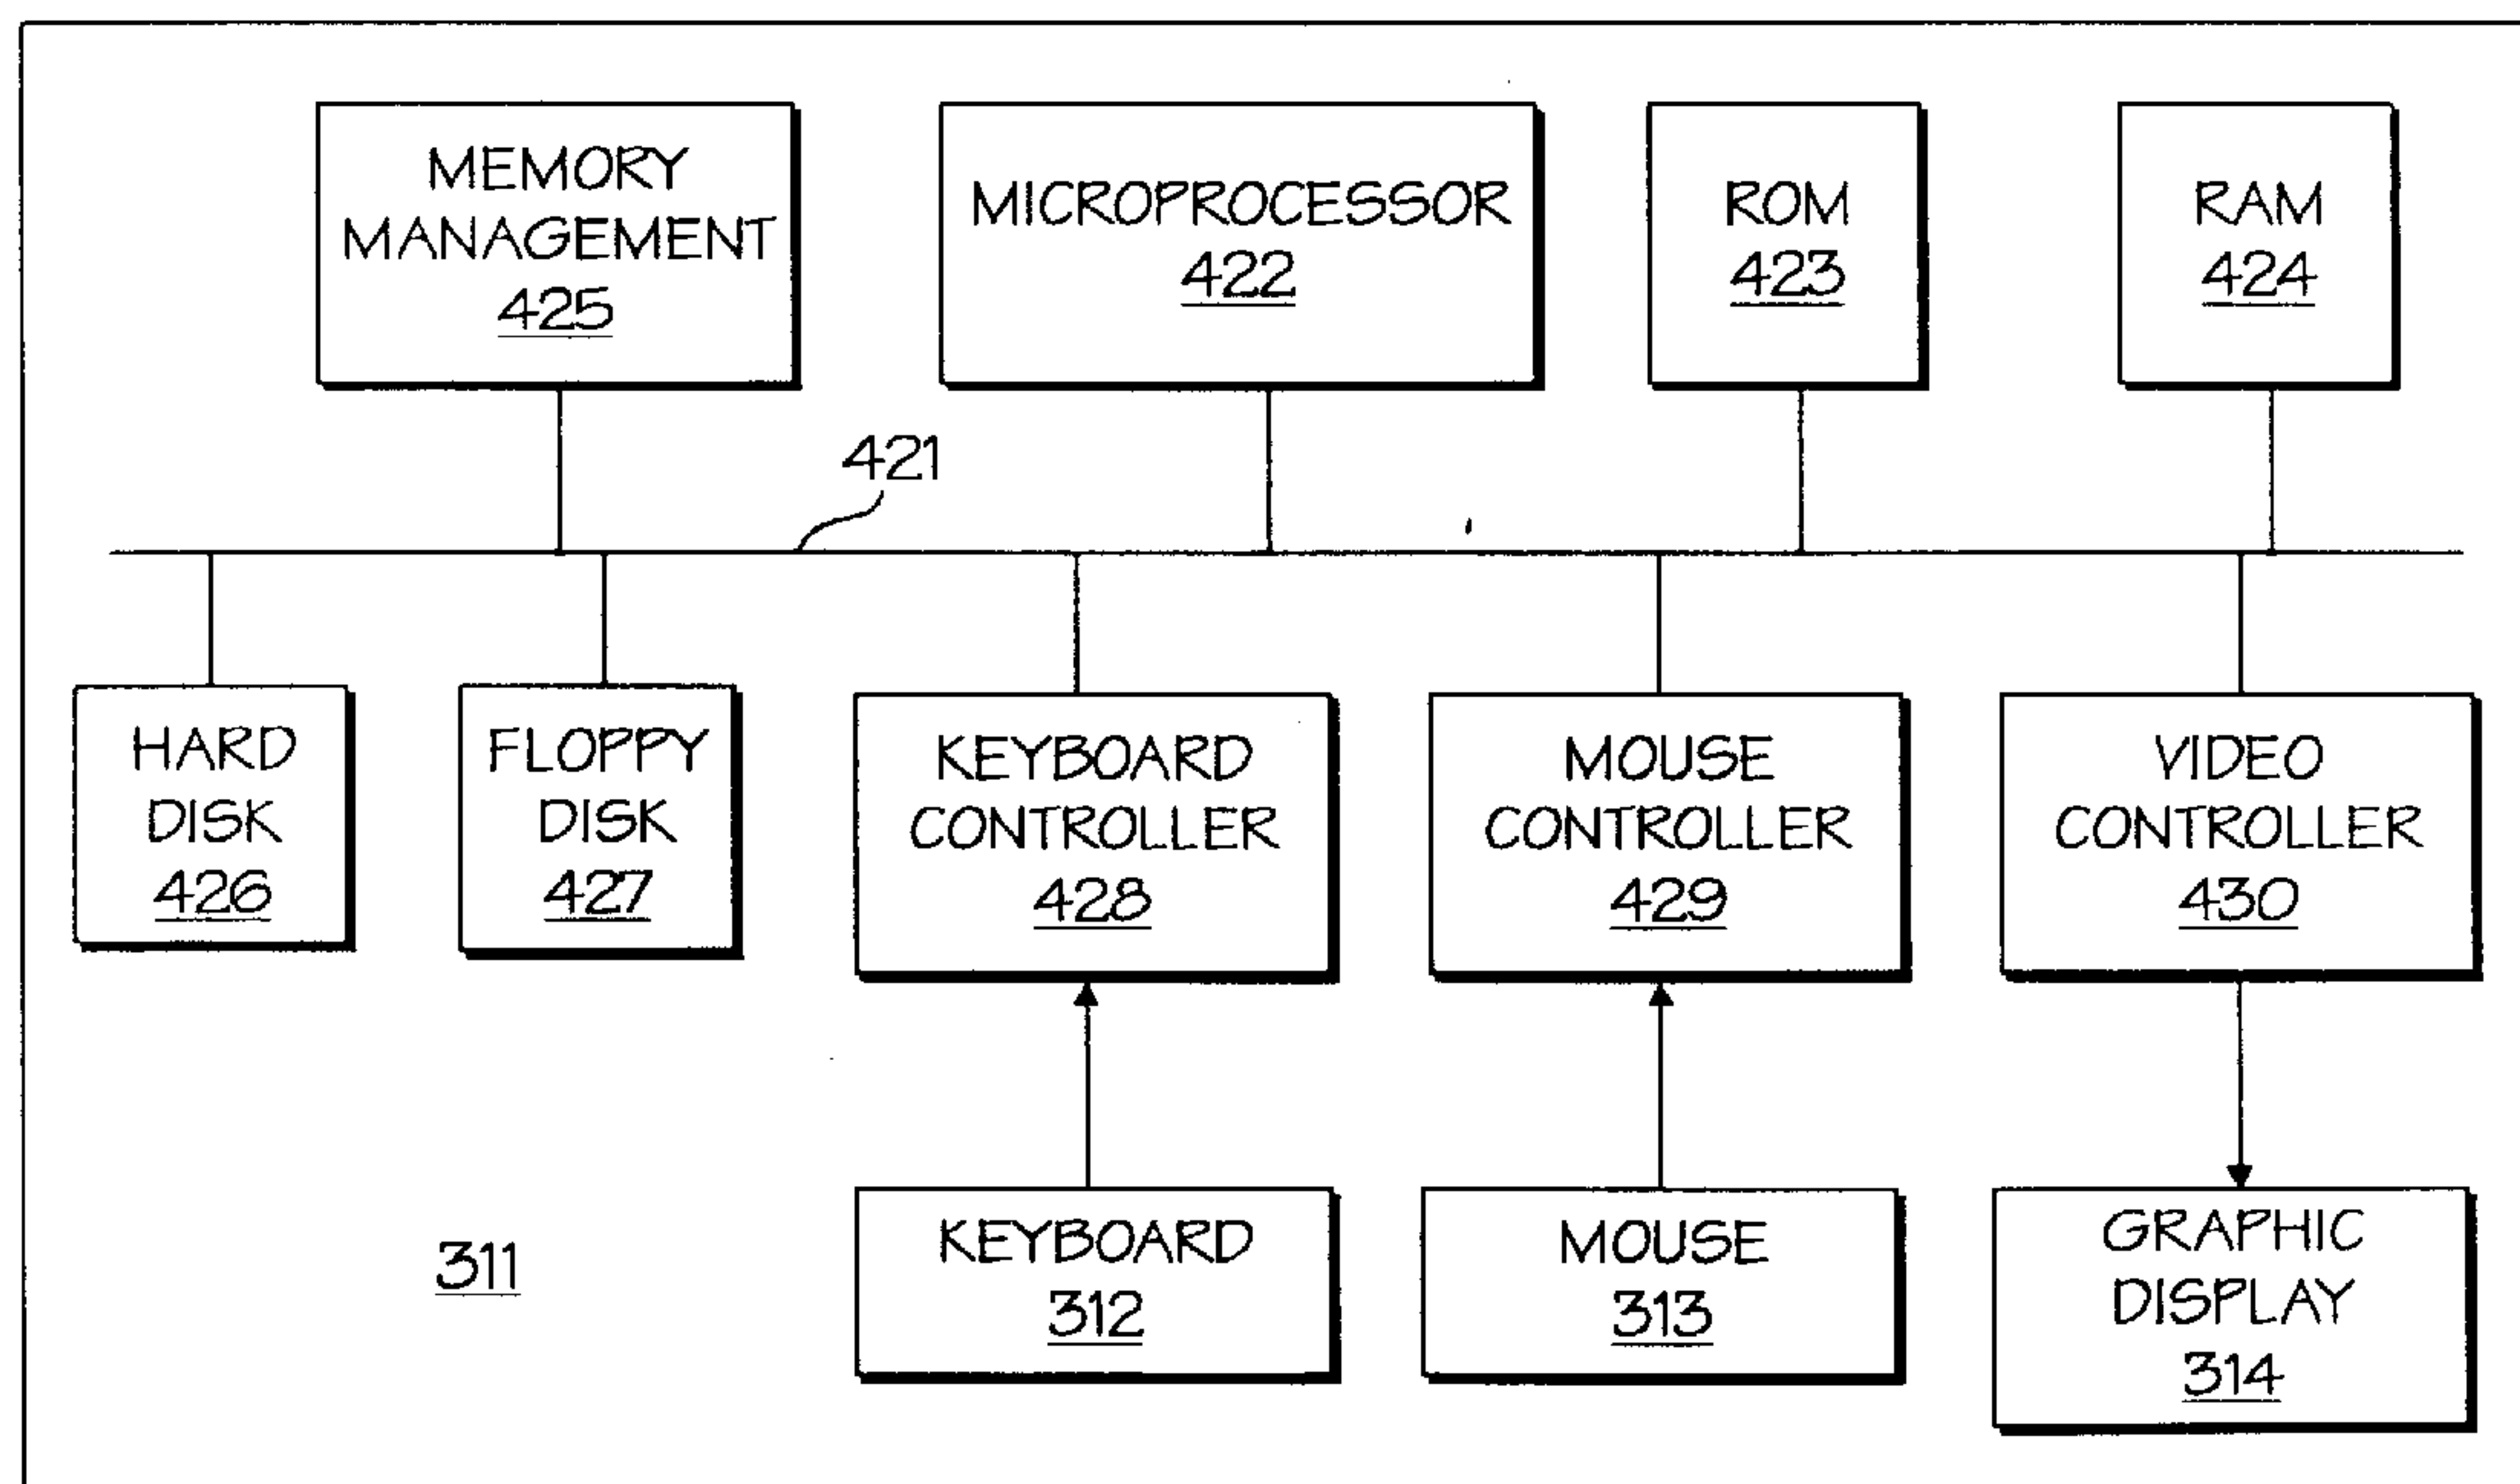 MEMORY
MANAGEMENT
425
MICROPROCESSOR
422
ROM
423
RAM
424
421
HARD
DISK
426
FLOPPY
DISK
427
KEYBOARD
CONTROLLER
428
MOUSE
CONTROLLER
429
VIDEO
CONTROLLER
430
311
KEYBOARD
312
MOUSE
313
GRAPHIC
DISPLAY
314